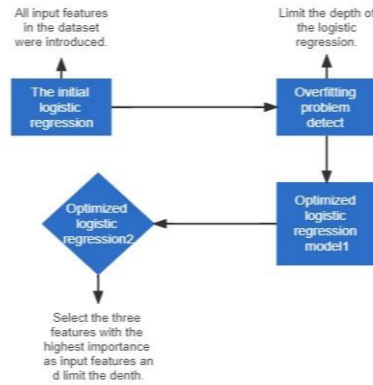 All input features
in the dataset
were introduced.
Limit the depth of
the logistic
regression.
The initial
logistic
regression
Overfitting
problem
detect
Optimized
logistic
regression2
Optimized
logistic
regression
model1
Select the three
features with the
highest importance
as input features an
d limit the denth.